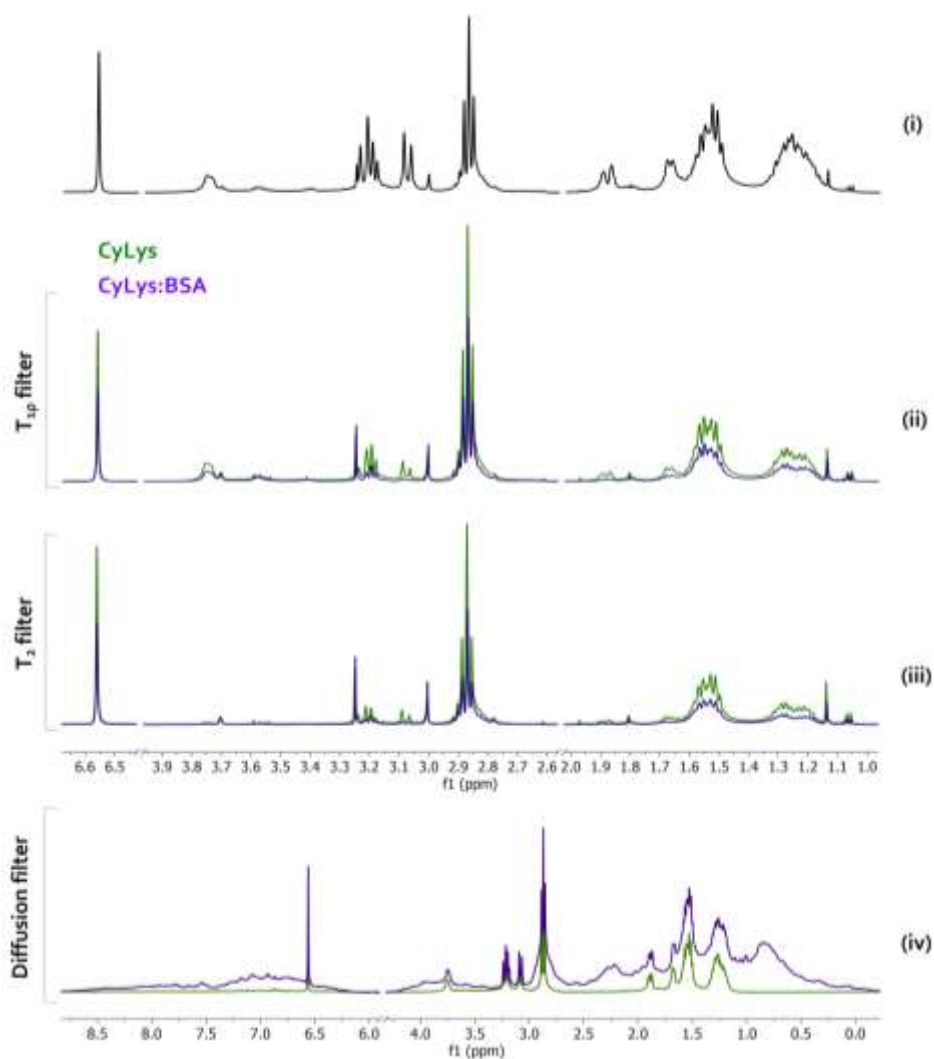 (i)
CyLys
CyLys:BSA
T₁ρ filter
(ii)
T₂ filter
(iii)
6.6 6.5 3.9 3.8 3.7 3.6 3.5 3.4 3.3 3.2 3.1 3.0 2.9 2.8 2.7 2.6 2.0 1.9 1.8 1.7 1.6 1.5 1.4 1.3 1.2 1.1 1.0
f1 (ppm)
Diffusion filter
(iv)
8.5 8.0 7.5 7.0 6.5 6.0 4.0 3.5 3.0 2.5 2.0 1.5 1.0 0.5 0.0
f1 (ppm)